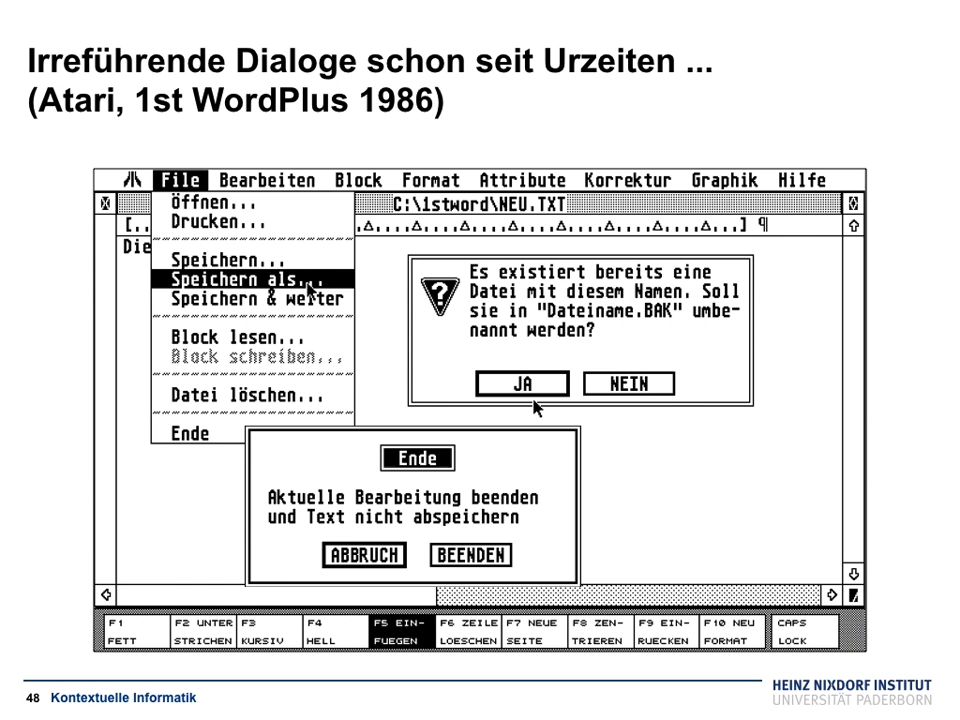 Irreführende Dialoge schon seit Urzeiten ...
(Atari, 1st WordPlus 1986)
File Bearbeiten Block Format Attribute Korrektur Graphik Hilfe
C:\1stword\NEU.TXT
Öffnen...
Drucken...
Die
Speichern...
Speichern als...
Speichern & weiter
Block lesen...
Block schreiben...
Datei löschen...
Ende
Es existiert bereits eine
Datei mit diesem Namen. Soll
sie in "Dateiname.BAK" umbe-
nannt werden?
JA NEIN
Ende
Aktuelle Bearbeitung beenden
und Text nicht abspeichern
ABBRUCH BEENDEN
F1 F2 UNTER F3 F4 F5 EIN- F6 ZEILE F7 NEUE F8 ZEN- F9 EIN- F10 NEU CAPS
FETT STRICHEN KURSIV HELL FUEGEN LOESCHEN SEITE TRIEREN RUECKEN FORMAT LOCK
48 Kontextuelle Informatik
HEINZ NIXDORF INSTITUT
UNIVERSITÄT PADERBORN